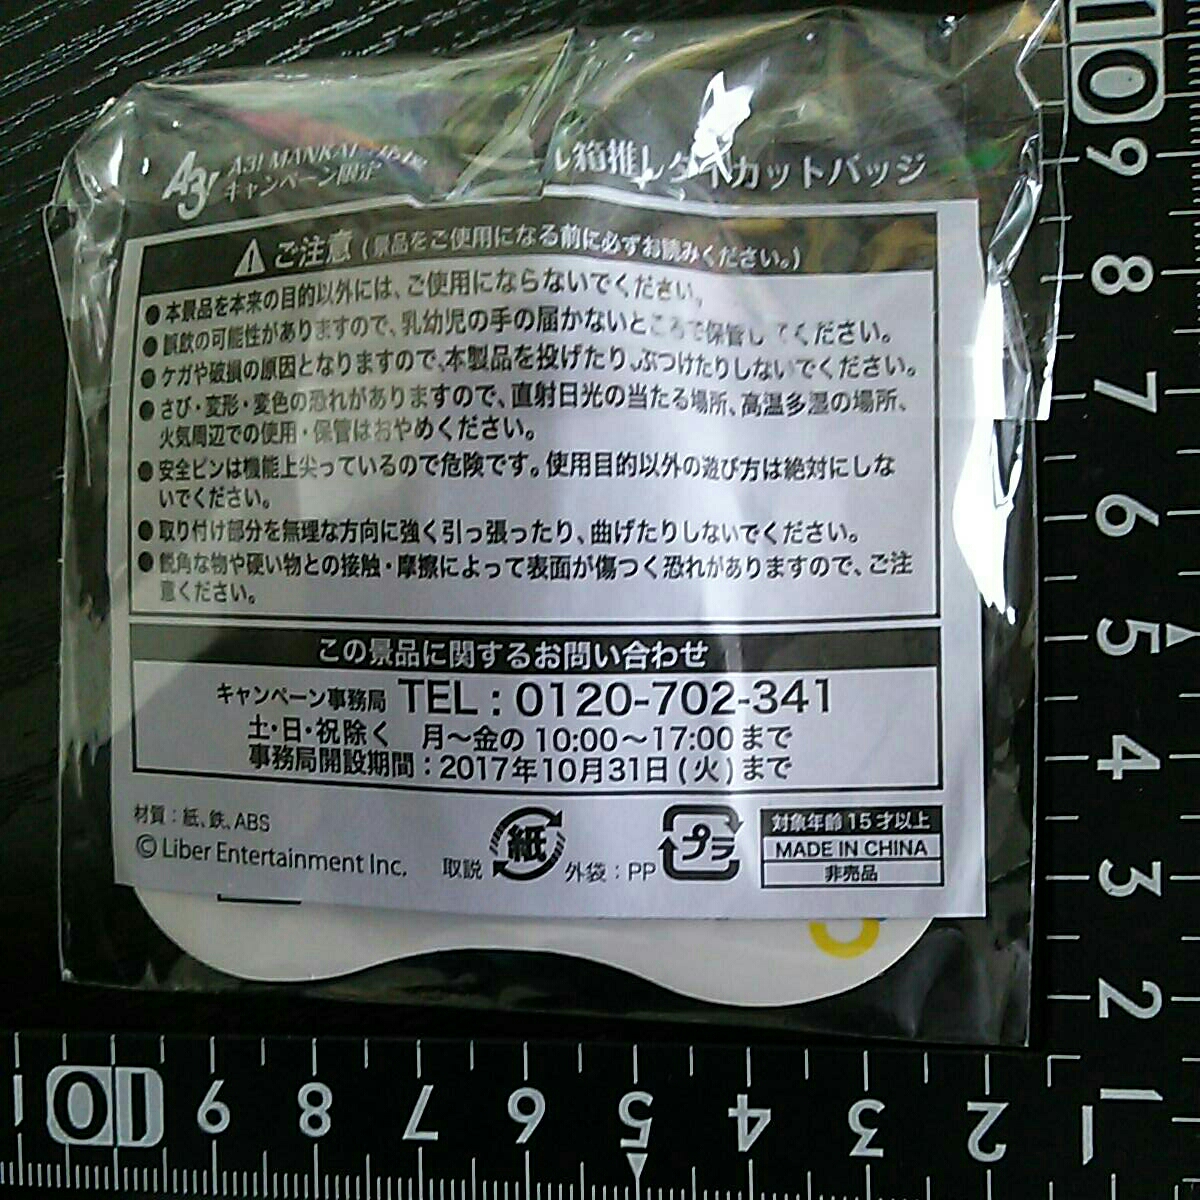 A3!
A3! MANKAI
キャンペーン限定
箱推しダイカットバッジ
ご注意 (景品をご使用になる前に必ずお読みください。)
●本景品を本来の目的以外には、ご使用にならないでください。
●誤飲の可能性がありますので、乳幼児の手の届かないところで保管してください。
●ケガや破損の原因となりますので、本製品を投げたり、ぶつけたりしないでください。
●さび・変形・変色の恐れがありますので、直射日光の当たる場所、高温多湿の場所、
火気周辺での使用・保管はおやめください。
●安全ピンは機能上尖っているので危険です。使用目的以外の遊び方は絶対にしな
いでください。
●取り付け部分を無理な方向に強く引っ張ったり、曲げたりしないでください。
●鋭角な物や硬い物との接触・摩擦によって表面が傷つく恐れがありますので、ご注
意ください。
この景品に関するお問い合わせ
キャンペーン事務局 TEL：0120-702-341
土・日・祝除く 月～金の 10:00～17:00 まで
事務局開設期間：2017年10月31日(火)まで
材質：紙、鉄、ABS
© Liber Entertainment Inc.
取説 紙 外袋：PP プラ
対象年齢15才以上
MADE IN CHINA
非売品
10
9
8
7
6
5
4
3
2
1
10 9 8 7 6 5 4 3 2